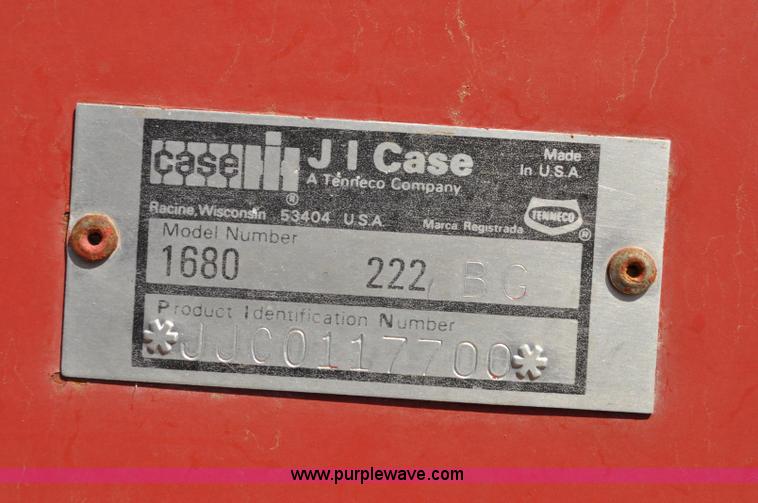 case IH ®
J I Case
A Tenneco Company
Made
In U.S.A.
Racine, Wisconsin 53404 U.S.A.
Marca Registrada
TENNECO ®
Model Number
1680 222 BG
Product Identification Number
*JJC0117700*
www.purplewave.com